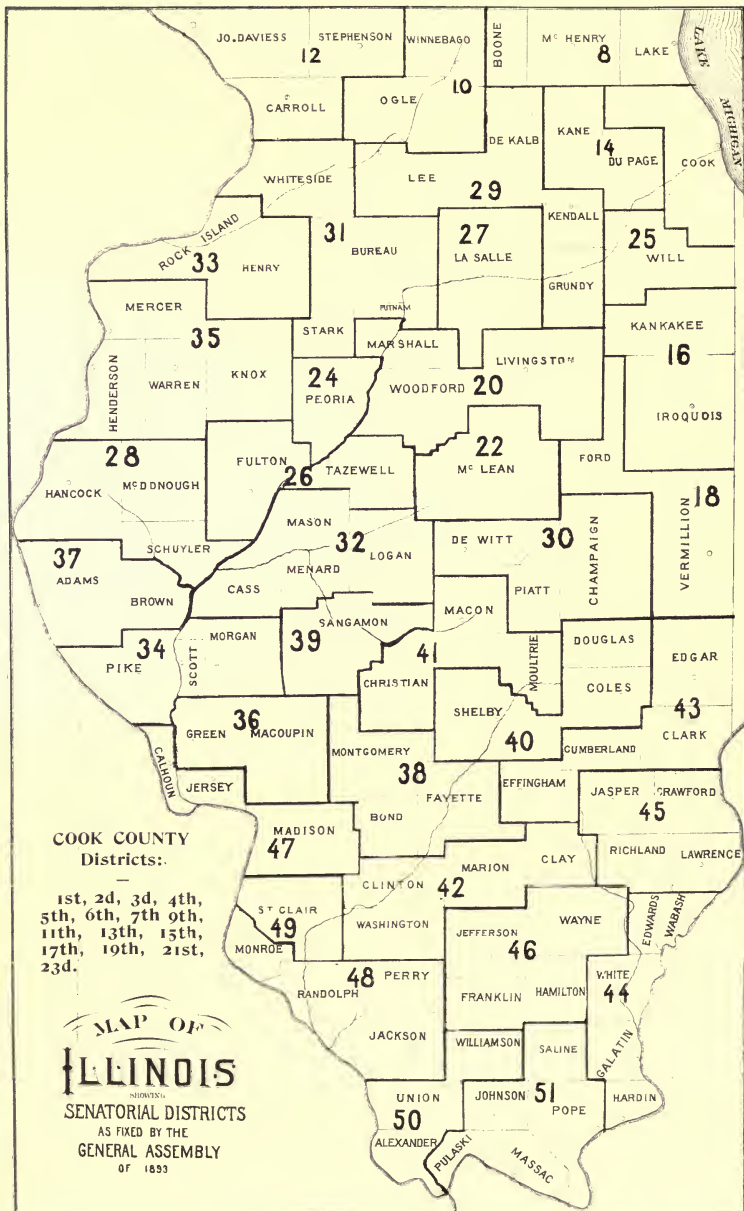 JO.DAVIESS STEPHENSON WINNEBAGO BOONE Mc HENRY LAKE LAKE MICHIGAN
12 10 8
CARROLL OGLE DE KALB KANE 14 DU PAGE COOK
WHITESIDE LEE 29
ROCK ISLAND 31 27 KENDALL 25
33 HENRY BUREAU LA SALLE WILL
GRUNDY
MERCER PUTNAM
35 STARK MARSHALL KANKAKEE
HENDERSON WARREN KNOX 24 LIVINGSTON 16
PEORIA WOODFORD 20
IROQUOIS
28 FULTON 26 TAZEWELL 22 FORD
HANCOCK McDONOUGH Mc LEAN
MASON 18
37 SCHUYLER 32 DE WITT 30 CHAMPAIGN VERMILLION
ADAMS CASS MENARD LOGAN
BROWN PIATT
SANGAMON MACON
34 MORGAN 39 DOUGLAS
PIKE SCOTT 41 MOULTRIE EDGAR
CHRISTIAN COLES
36 SHELBY 43
GREEN MACOUPIN 40 CLARK
MONTGOMERY CUMBERLAND
CALHOUN 38 EFFINGHAM
JERSEY FAYETTE JASPER CRAWFORD
BOND 45
MADISON RICHLAND LAWRENCE
47 MARION CLAY
CLINTON 42
ST CLAIR WAYNE EDWARDS WABASH
49 WASHINGTON JEFFERSON
MONROE 46
48 PERRY WHITE
RANDOLPH FRANKLIN HAMILTON 44
JACKSON WILLIAMSON SALINE GALATIN
UNION JOHNSON 51 HARDIN
50 POPE
ALEXANDER PULASKI MASSAC
COOK COUNTY
Districts:
1st, 2d, 3d, 4th,
5th, 6th, 7th 9th,
11th, 13th, 15th,
17th, 19th, 21st,
23d.
MAP OF
ILLINOIS
SHOWING
SENATORIAL DISTRICTS
AS FIXED BY THE
GENERAL ASSEMBLY
OF 1893